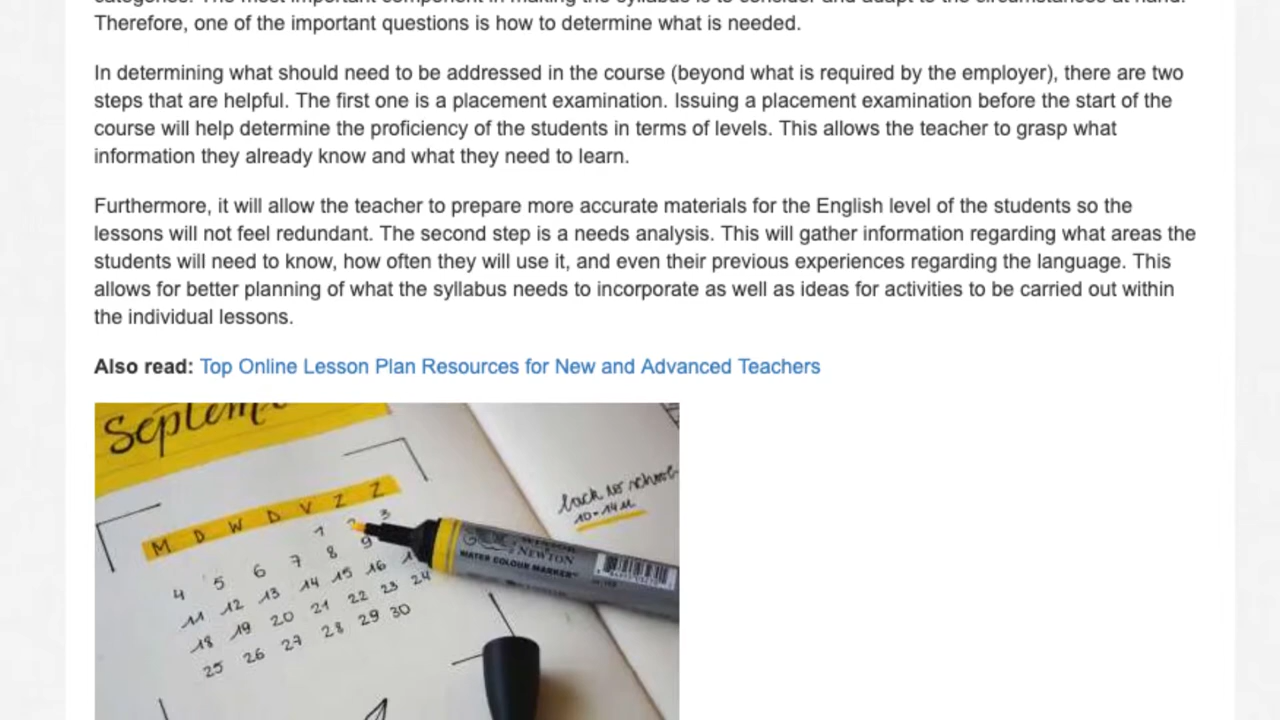 Therefore, one of the important questions is how to determine what is needed.
In determining what should need to be addressed in the course (beyond what is required by the employer), there are two
steps that are helpful. The first one is a placement examination. Issuing a placement examination before the start of the
course will help determine the proficiency of the students in terms of levels. This allows the teacher to grasp what
information they already know and what they need to learn.
Furthermore, it will allow the teacher to prepare more accurate materials for the English level of the students so the
lessons will not feel redundant. The second step is a needs analysis. This will gather information regarding what areas the
students will need to know, how often they will use it, and even their previous experiences regarding the language. This
allows for better planning of what the syllabus needs to incorporate as well as ideas for activities to be carried out within
the individual lessons.
Also read: Top Online Lesson Plan Resources for New and Advanced Teachers
M D W D V Z Z
1 2 3
4 5 6 7 8 9
11 12 13 14 15 16
18 19 20 21 22 23 24
25 26 27 28 29 30
10-14u
NEWTON
WATER COLOUR MARKER